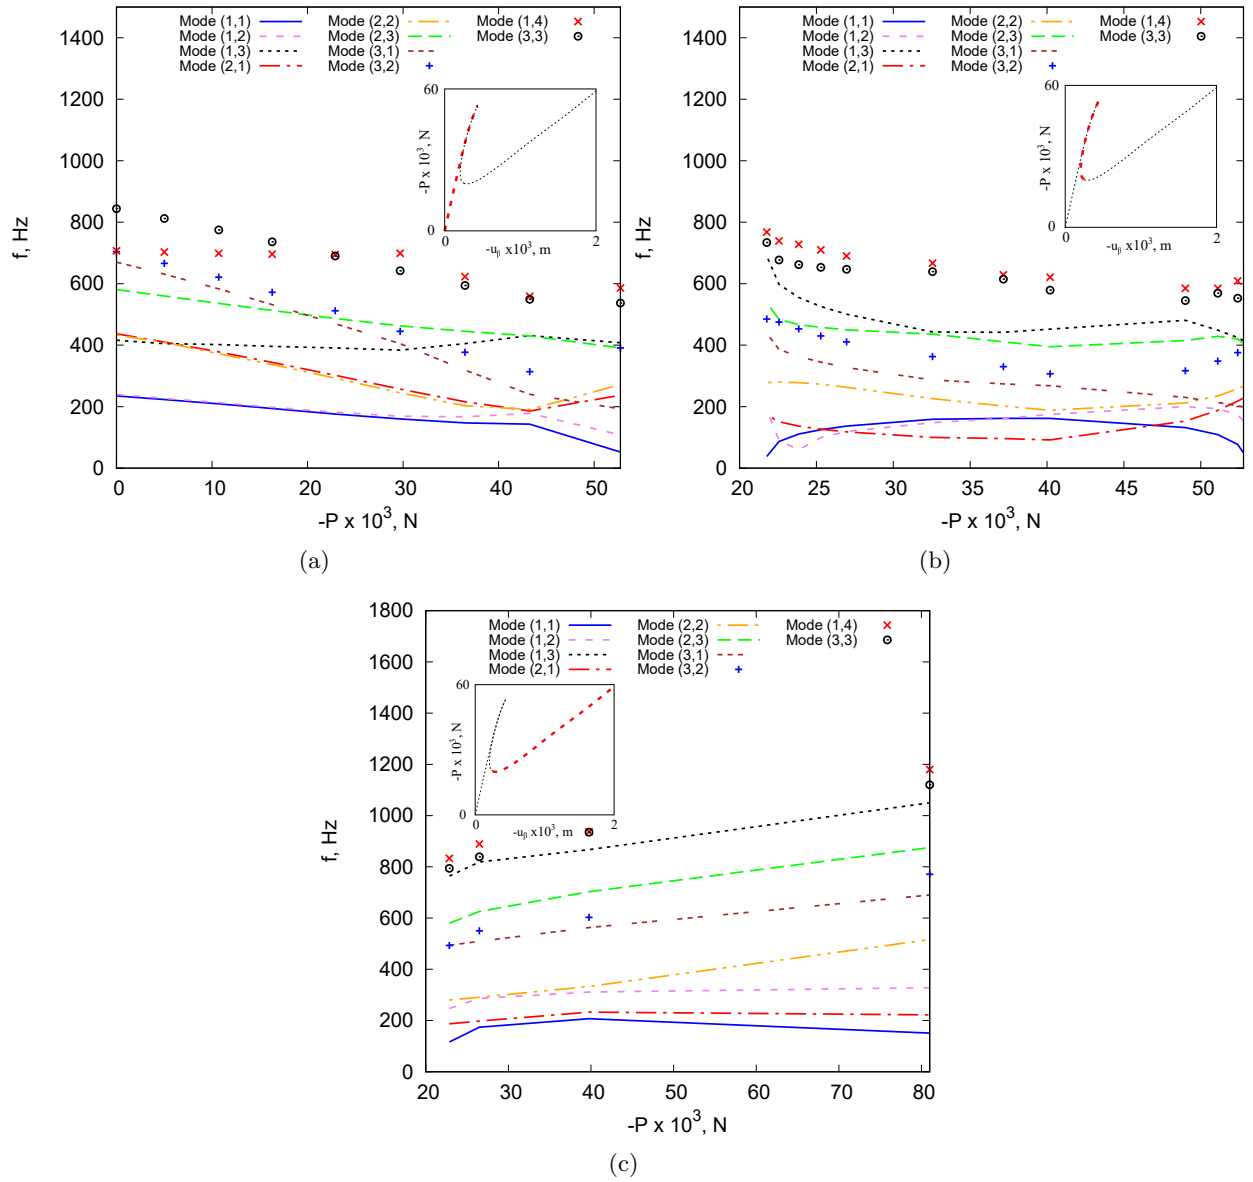 Mode (1,1) Mode (2,2) Mode (1,4)
Mode (1,2) Mode (2,3) Mode (3,3)
Mode (1,3) Mode (3,1)
Mode (2,1) Mode (3,2)
1400
1200
1000
800
600
400
200
0
f, Hz
0 10 20 30 40 50
-P x 10³, N
60
0
0 2
-P x10³, N
-uᵦ x10³, m
(a)
Mode (1,1) Mode (2,2) Mode (1,4)
Mode (1,2) Mode (2,3) Mode (3,3)
Mode (1,3) Mode (3,1)
Mode (2,1) Mode (3,2)
1400
1200
1000
800
600
400
200
0
f, Hz
20 25 30 35 40 45 50
-P x 10³, N
60
0
0 2
-P x10³, N
-uᵦ x10³, m
(b)
Mode (1,1) Mode (2,2) Mode (1,4)
Mode (1,2) Mode (2,3) Mode (3,3)
Mode (1,3) Mode (3,1)
Mode (2,1) Mode (3,2)
1800
1600
1400
1200
1000
800
600
400
200
0
f, Hz
20 30 40 50 60 70 80
-P x 10³, N
60
0
0 2
-P x10³, N
-uᵦ x10³, m
(c)